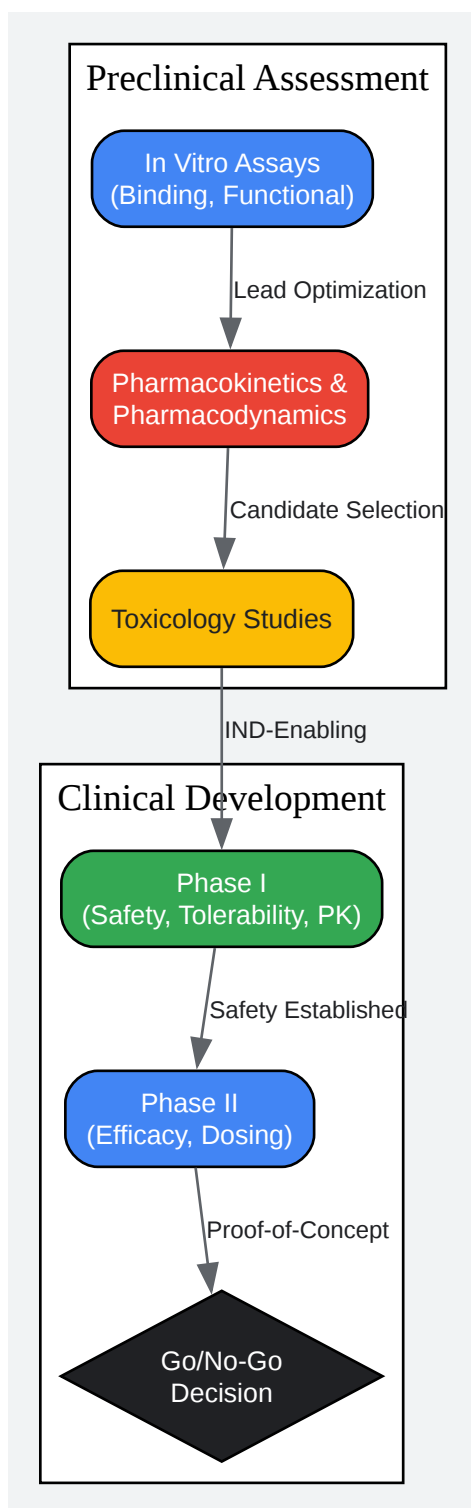 Preclinical Assessment
In Vitro Assays
(Binding, Functional)
Lead Optimization
Pharmacokinetics &
Pharmacodynamics
Candidate Selection
Toxicology Studies
IND-Enabling
Clinical Development
Phase I
(Safety, Tolerability, PK)
Safety Established
Phase II
(Efficacy, Dosing)
Proof-of-Concept
Go/No-Go
Decision